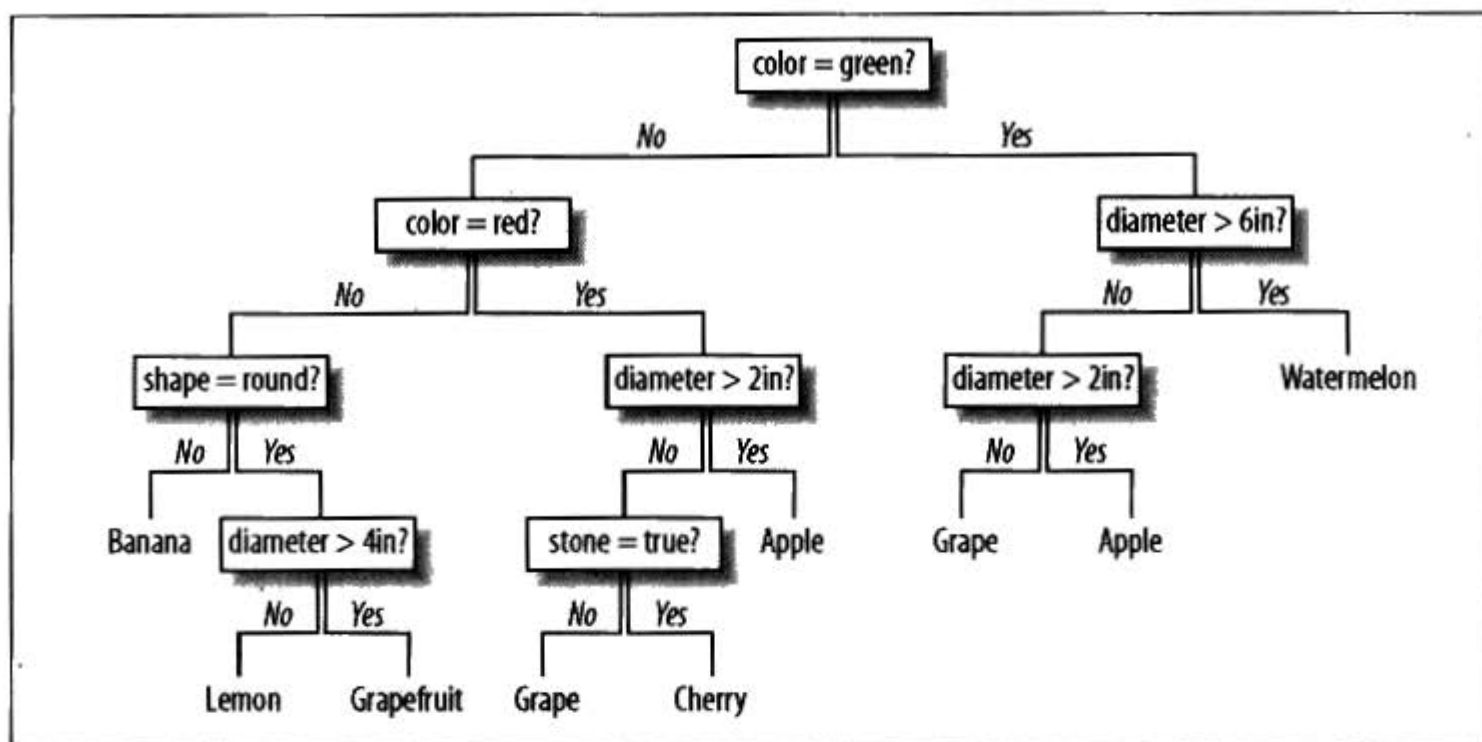 color = green?
No
Yes
color = red?
diameter > 6in?
No
Yes
No
Yes
shape = round?
diameter > 2in?
diameter > 2in?
Watermelon
No
Yes
No
Yes
No
Yes
Banana
diameter > 4in?
stone = true?
Apple
Grape
Apple
No
Yes
No
Yes
Lemon
Grapefruit
Grape
Cherry